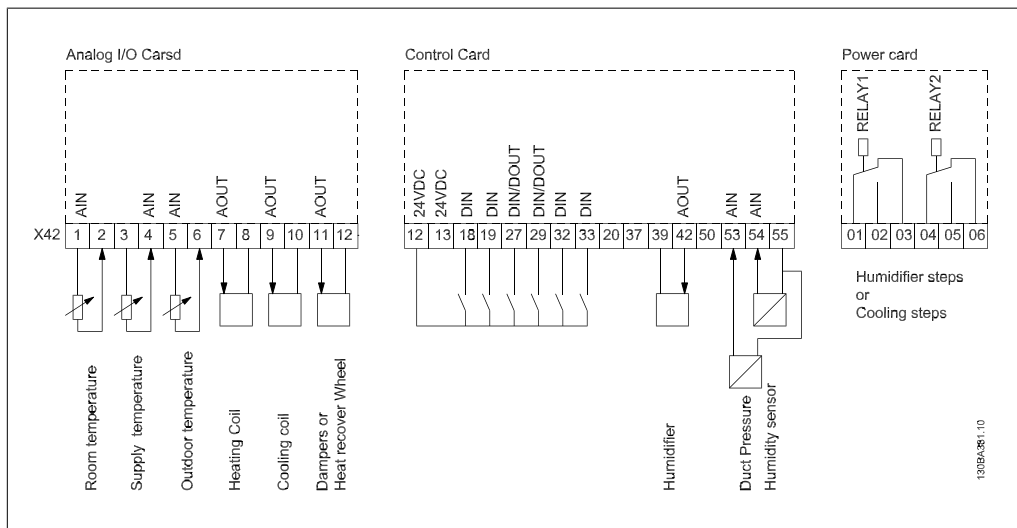 Analog I/O Carsd
Control Card
Power card
AIN
AIN
AIN
AOUT
AOUT
AOUT
24VDC
24VDC
DIN
DIN
DIN/DOUT
DIN/DOUT
DIN
DIN
AOUT
AIN
AIN
RELAY1
RELAY2
X42 1 2 3 4 5 6 7 8 9 10 11 12
12 13 18 19 27 29 32 33 20 37 39 42 50 53 54 55
01 02 03 04 05 06
Humidifier steps
or
Cooling steps
Room temperature
Supply temperature
Outdoor temperature
Heating Coil
Cooling coil
Dampers or
Heat recover Wheel
Humidifier
Duct Pressure
Humidity sensor
130BA381.10